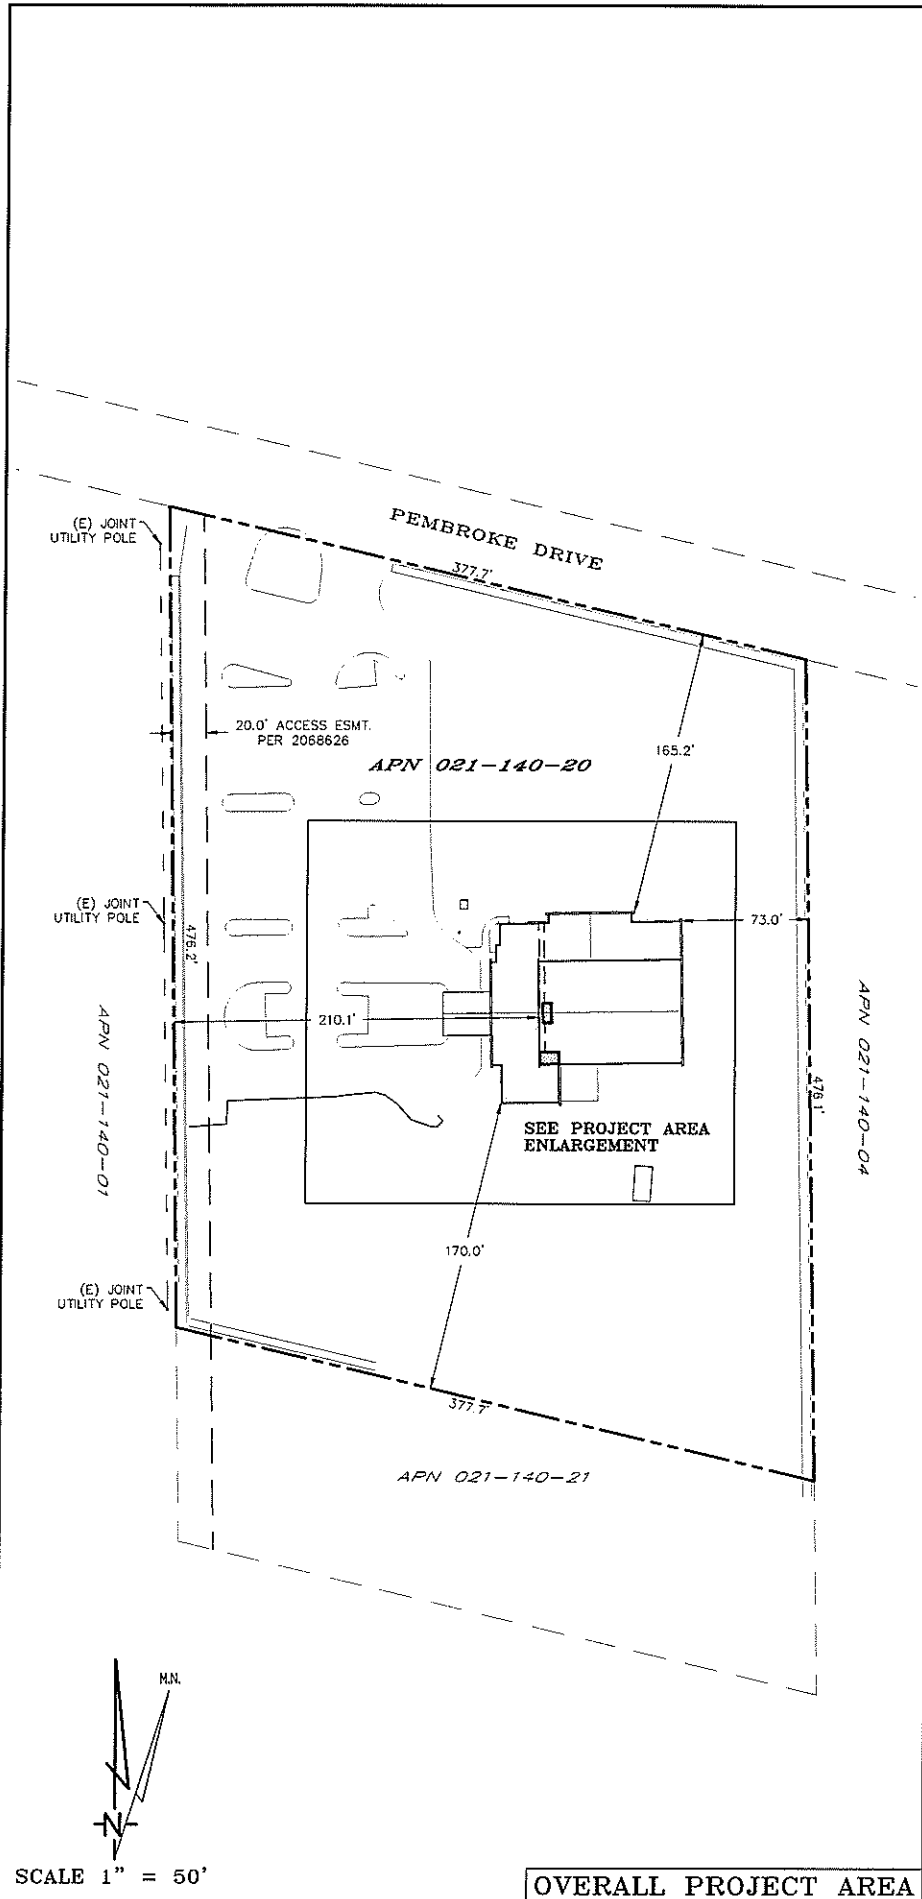 PEMBROKE DRIVE
(E) JOINT
UTILITY POLE
377.7'
20.0' ACCESS ESMT.
PER 2068626
165.2'
APN 021-140-20
(E) JOINT
UTILITY POLE
476.2'
73.0'
210.1'
APN 021-140-01
APN 021-140-04
476.1'
SEE PROJECT AREA
ENLARGEMENT
170.0'
(E) JOINT
UTILITY POLE
377.7'
APN 021-140-21
M.N.
N
SCALE 1" = 50'
OVERALL PROJECT AREA